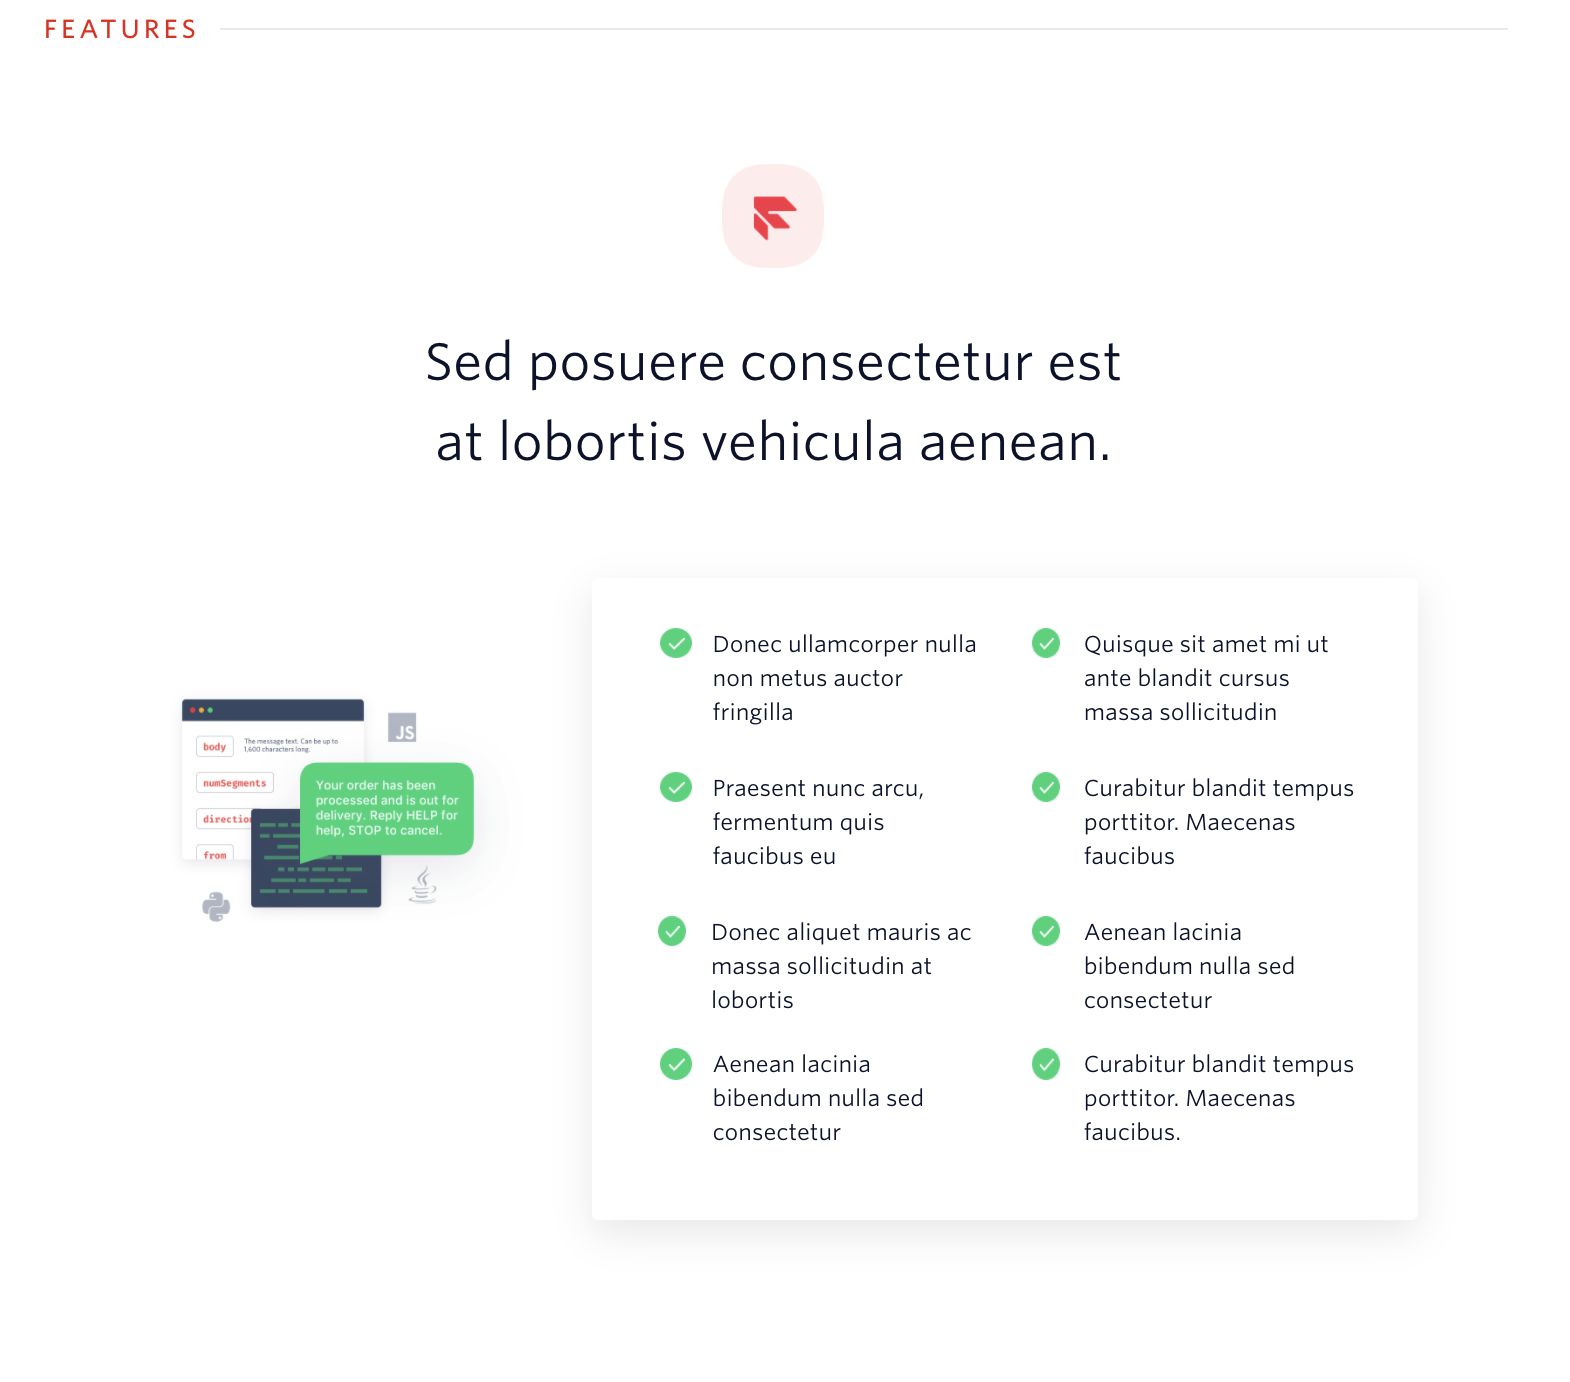 FEATURES
Sed posuere consectetur est
at lobortis vehicula aenean.
body
The message text. Can be up to
1,600 characters long.
numSegments
direction
from
JS
Your order has been
processed and is out for
delivery. Reply HELP for
help, STOP to cancel.
Donec ullamcorper nulla
non metus auctor
fringilla
Quisque sit amet mi ut
ante blandit cursus
massa sollicitudin
Praesent nunc arcu,
fermentum quis
faucibus eu
Curabitur blandit tempus
porttitor. Maecenas
faucibus
Donec aliquet mauris ac
massa sollicitudin at
lobortis
Aenean lacinia
bibendum nulla sed
consectetur
Aenean lacinia
bibendum nulla sed
consectetur
Curabitur blandit tempus
porttitor. Maecenas
faucibus.